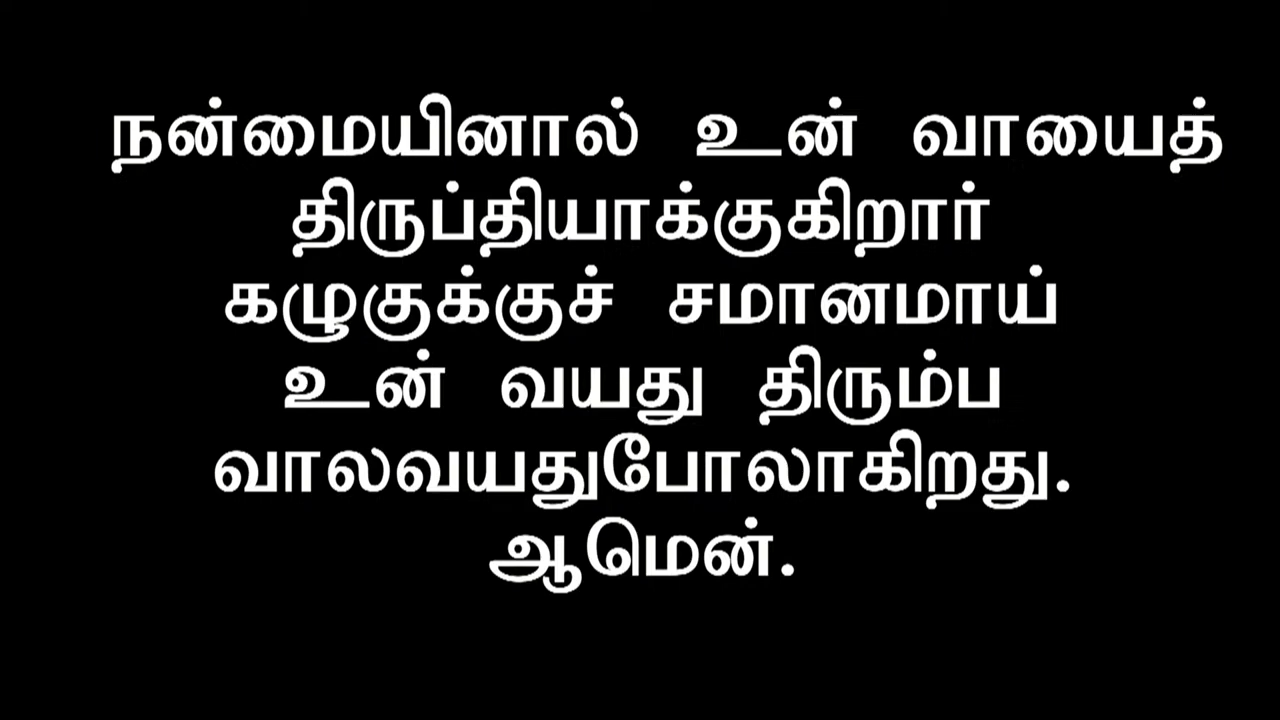 நன்மையினால் உன் வாயைத்
திருப்தியாக்குகிறார்
கழுகுக்குச் சமானமாய்
உன் வயது திரும்ப
வாலவயதுபோலாகிறது.
ஆமென்.